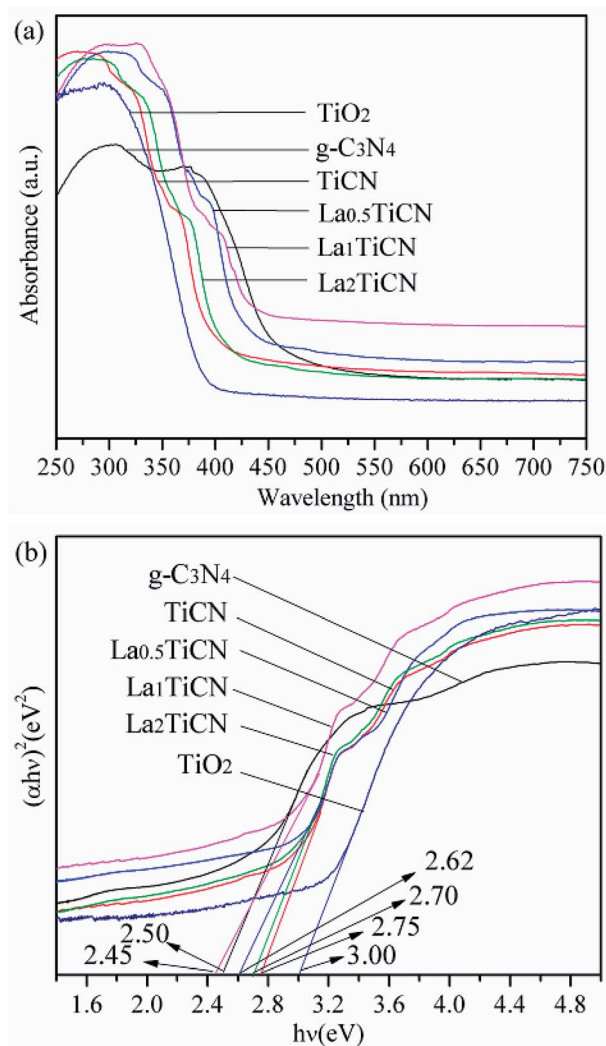 (a)
TiO2
g-C3N4
TiCN
La0.5TiCN
La1TiCN
La2TiCN
Absorbance (a.u.)
250 300 350 400 450 500 550 600 650 700 750
Wavelength (nm)
(b)
g-C3N4
TiCN
La0.5TiCN
La1TiCN
La2TiCN
TiO2
(αhν)2(eV2)
2.62
2.70
2.50 2.75
2.45 3.00
1.6 2.0 2.4 2.8 3.2 3.6 4.0 4.4 4.8
hν(eV)